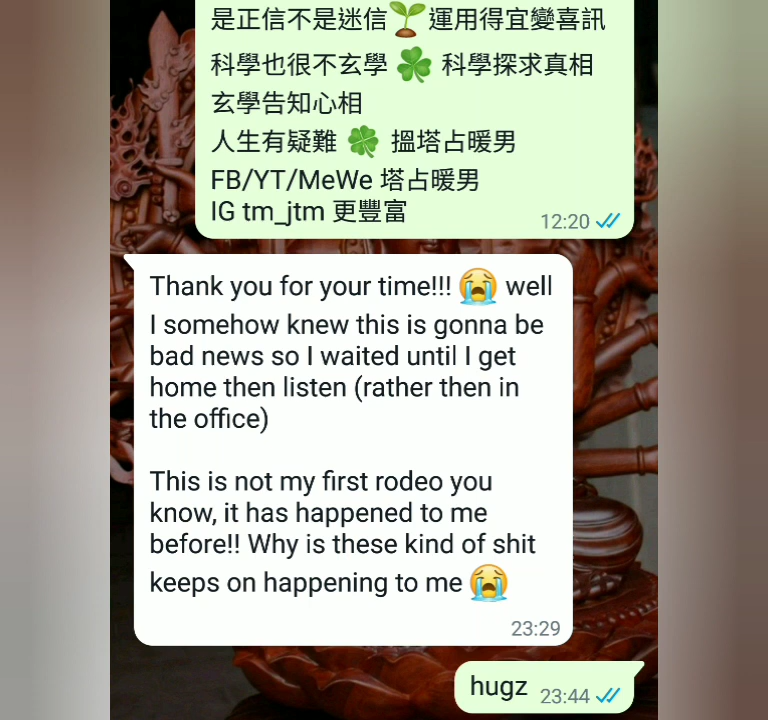 是正信不是迷信🌱運用得宜變喜訊
科學也很不玄學 🍀 科學探求真相
玄學告知心相
人生有疑難 🍀 搵塔占暖男
FB/YT/MeWe 塔占暖男
IG tm_jtm 更豐富
12:20
Thank you for your time!!! 😭 well
I somehow knew this is gonna be
bad news so I waited until I get
home then listen (rather then in
the office)
This is not my first rodeo you
know, it has happened to me
before!! Why is these kind of shit
keeps on happening to me 😭
23:29
hugz 23:44